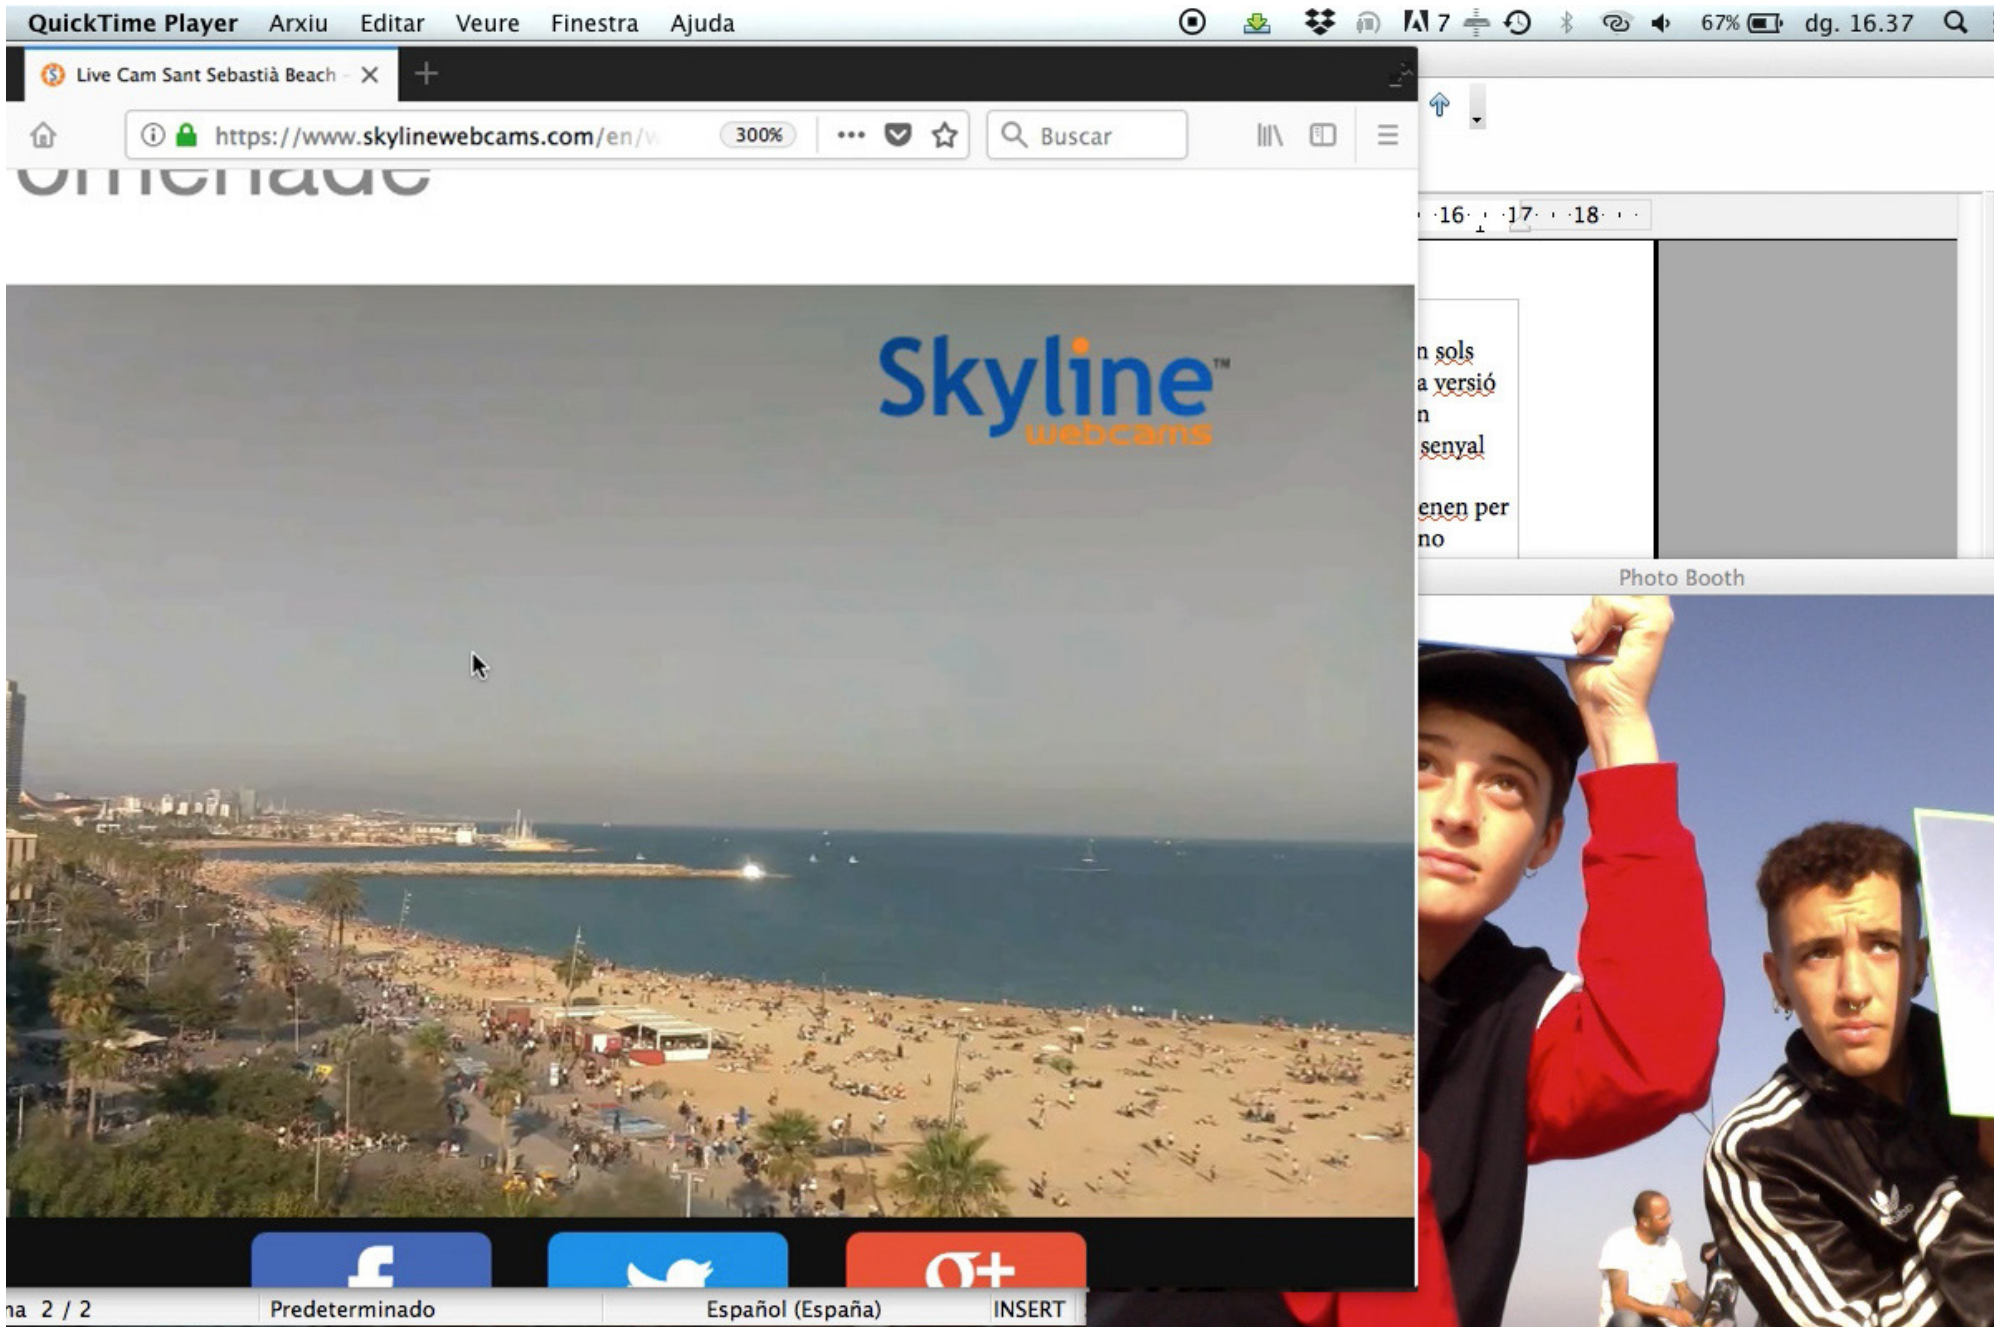 QuickTime Player Arxiu Editar Veure Finestra Ajuda 7 67% dg. 16.37
Live Cam Sant Sebastià Beach -
https://www.skylinewebcams.com/en/w 300% Buscar
omenade
·16· ·17· ·18·
Skyline™
webcams
n sols
a versió
n
senyal
enen per
no
Photo Booth
f
g+
na 2 / 2 Predeterminado Español (España) INSERT